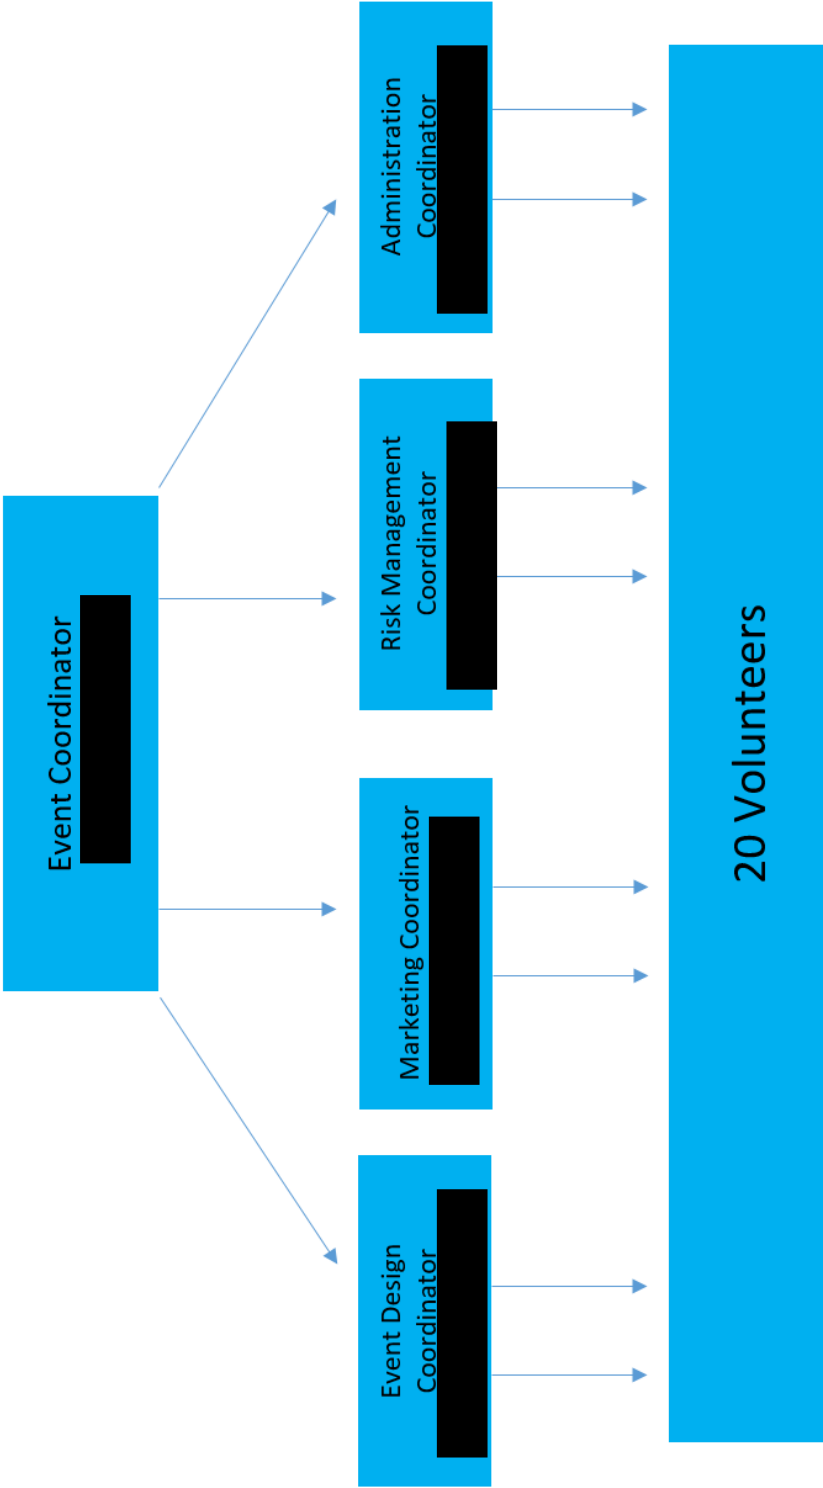 Event Coordinator
Event Design
Coordinator
Marketing Coordinator
Risk Management
Coordinator
Administration
Coordinator
20 Volunteers